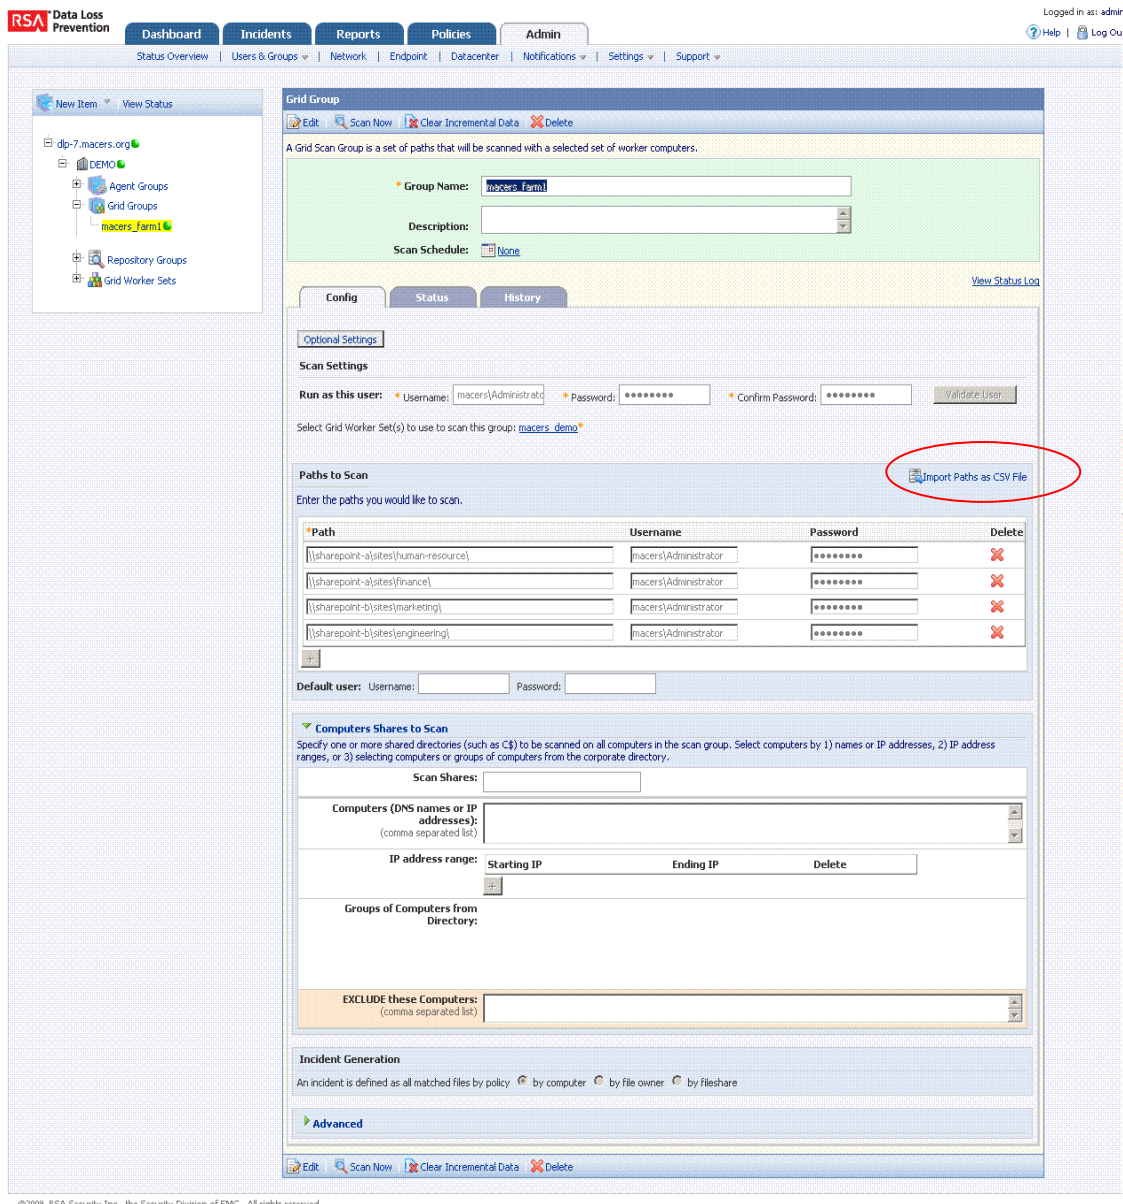 RSA Data Loss
Prevention
Logged in as: admin
Dashboard Incidents Reports Policies Admin
Help | Log Ou
Status Overview | Users & Groups | Network | Endpoint | Datacenter | Notifications | Settings | Support
New Item View Status
dlp-7.macers.org
DEMO
Agent Groups
Grid Groups
macers_farm1
Repository Groups
Grid Worker Sets
Grid Group
Edit Scan Now Clear Incremental Data Delete
A Grid Scan Group is a set of paths that will be scanned with a selected set of worker computers.
* Group Name: macers_farm1
Description:
Scan Schedule: None
View Status Log
Config Status History
Optional Settings
Scan Settings
Run as this user: * Username: macers\Administratc * Password: ●●●●●●●● * Confirm Password: ●●●●●●●● Validate User
Select Grid Worker Set(s) to use to scan this group: macers_demo*
Paths to Scan
Import Paths as CSV File
Enter the paths you would like to scan.
*Path Username Password Delete
\\sharepoint-a\sites\human-resource\ macers\Administrator ●●●●●●●●
\\sharepoint-a\sites\finance\ macers\Administrator ●●●●●●●●
\\sharepoint-b\sites\marketing\ macers\Administrator ●●●●●●●●
\\sharepoint-b\sites\engineering\ macers\Administrator ●●●●●●●●
+
Default user: Username: Password:
Computers Shares to Scan
Specify one or more shared directories (such as C$) to be scanned on all computers in the scan group. Select computers by 1) names or IP addresses, 2) IP address
ranges, or 3) selecting computers or groups of computers from the corporate directory.
Scan Shares:
Computers (DNS names or IP
addresses):
(comma separated list)
IP address range: Starting IP Ending IP Delete
+
Groups of Computers from
Directory:
EXCLUDE these Computers:
(comma separated list)
Incident Generation
An incident is defined as all matched files by policy by computer by file owner by fileshare
Advanced
Edit Scan Now Clear Incremental Data Delete
©2009 RSA Security Inc., the Security Division of EMC. All rights reserved.